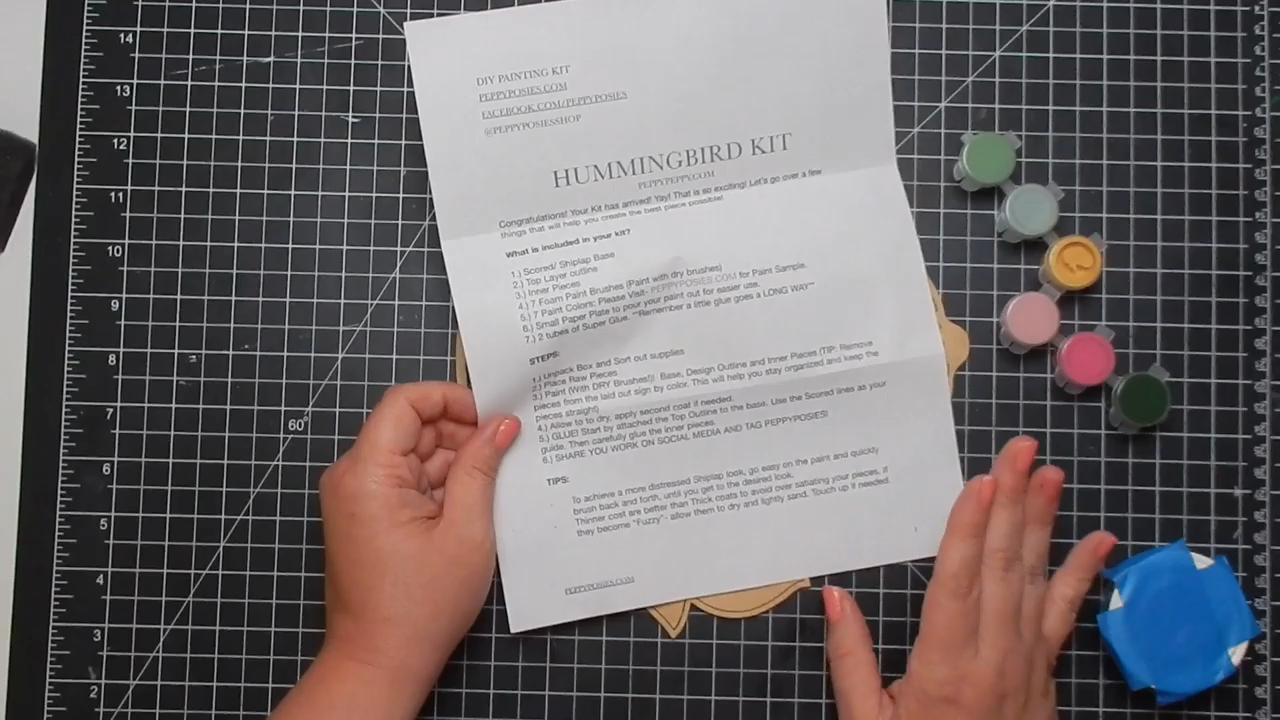 DIY PAINTING KIT
PEPPYPOSIES.COM
FACEBOOK.COM/PEPPYPOSIES
@PEPPYPOSIESSHOP
HUMMINGBIRD KIT
PEPPYPEPPY.COM
Congratulations! Your Kit has arrived! Yay! That is so exciting! Let's go over a few
things that will help you create the best piece possible!
What is included in your kit?
1.) Scored/ Shiplap Base
2.) Top Layer outline
3.) Inner Pieces
4.) 7 Foam Paint Brushes (Paint with dry brushes)
5.) 7 Paint Colors: Please Visit- PEPPYPOSIES.COM for Paint Sample.
6.) Small Paper Plate to pour your paint out for easier use.
7.) 2 tubes of Super Glue. **Remember a little glue goes a LONG WAY**
STEPS:
1.) Unpack Box and Sort out supplies
2.) Place Raw Pieces
3.) Paint (With DRY Brushes!)! Base, Design Outline and Inner Pieces (TIP: Remove
pieces from the laid out sign by color. This will help you stay organized and keep the
pieces straight)
4.) Allow to to dry, apply second coat if needed.
5.) GLUE! Start by attached the Top Outline to the base. Use the Scored lines as your
guide. Then carefully glue the inner pieces.
6.) SHARE YOU WORK ON SOCIAL MEDIA AND TAG PEPPYPOSIES!
TIPS:
To achieve a more distressed Shiplap look, go easy on the paint and quickly
brush back and forth, until you get to the desired look.
Thinner cost are better than Thick coats to avoid over satiating your pieces, if
they become "Fuzzy"- allow them to dry and lightly sand. Touch up if needed.
1
PEPPYPOSIES.COM
14
13
12
11
10
9
8
7
6
5
4
3
2
60°